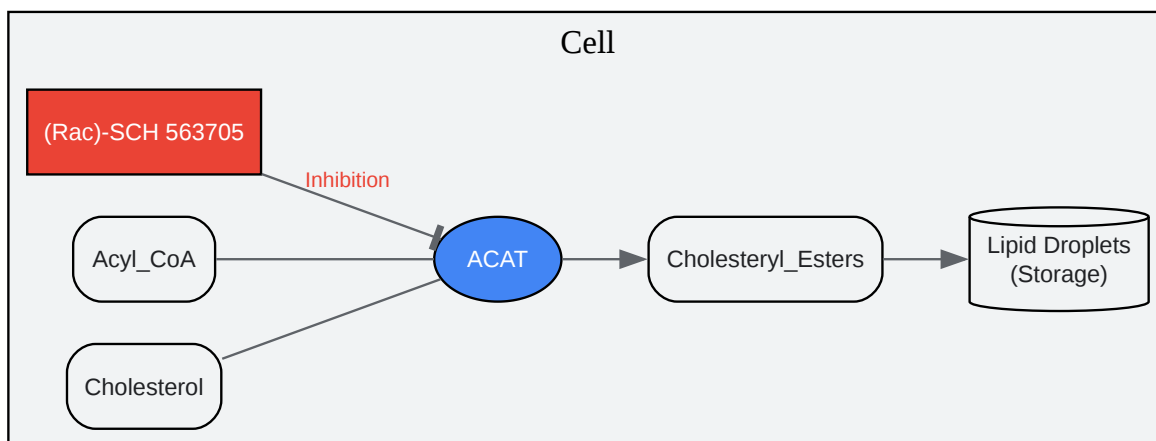 Cell
(Rac)-SCH 563705
Inhibition
Acyl_CoA
ACAT
Cholesteryl_Esters
Lipid Droplets
(Storage)
Cholesterol